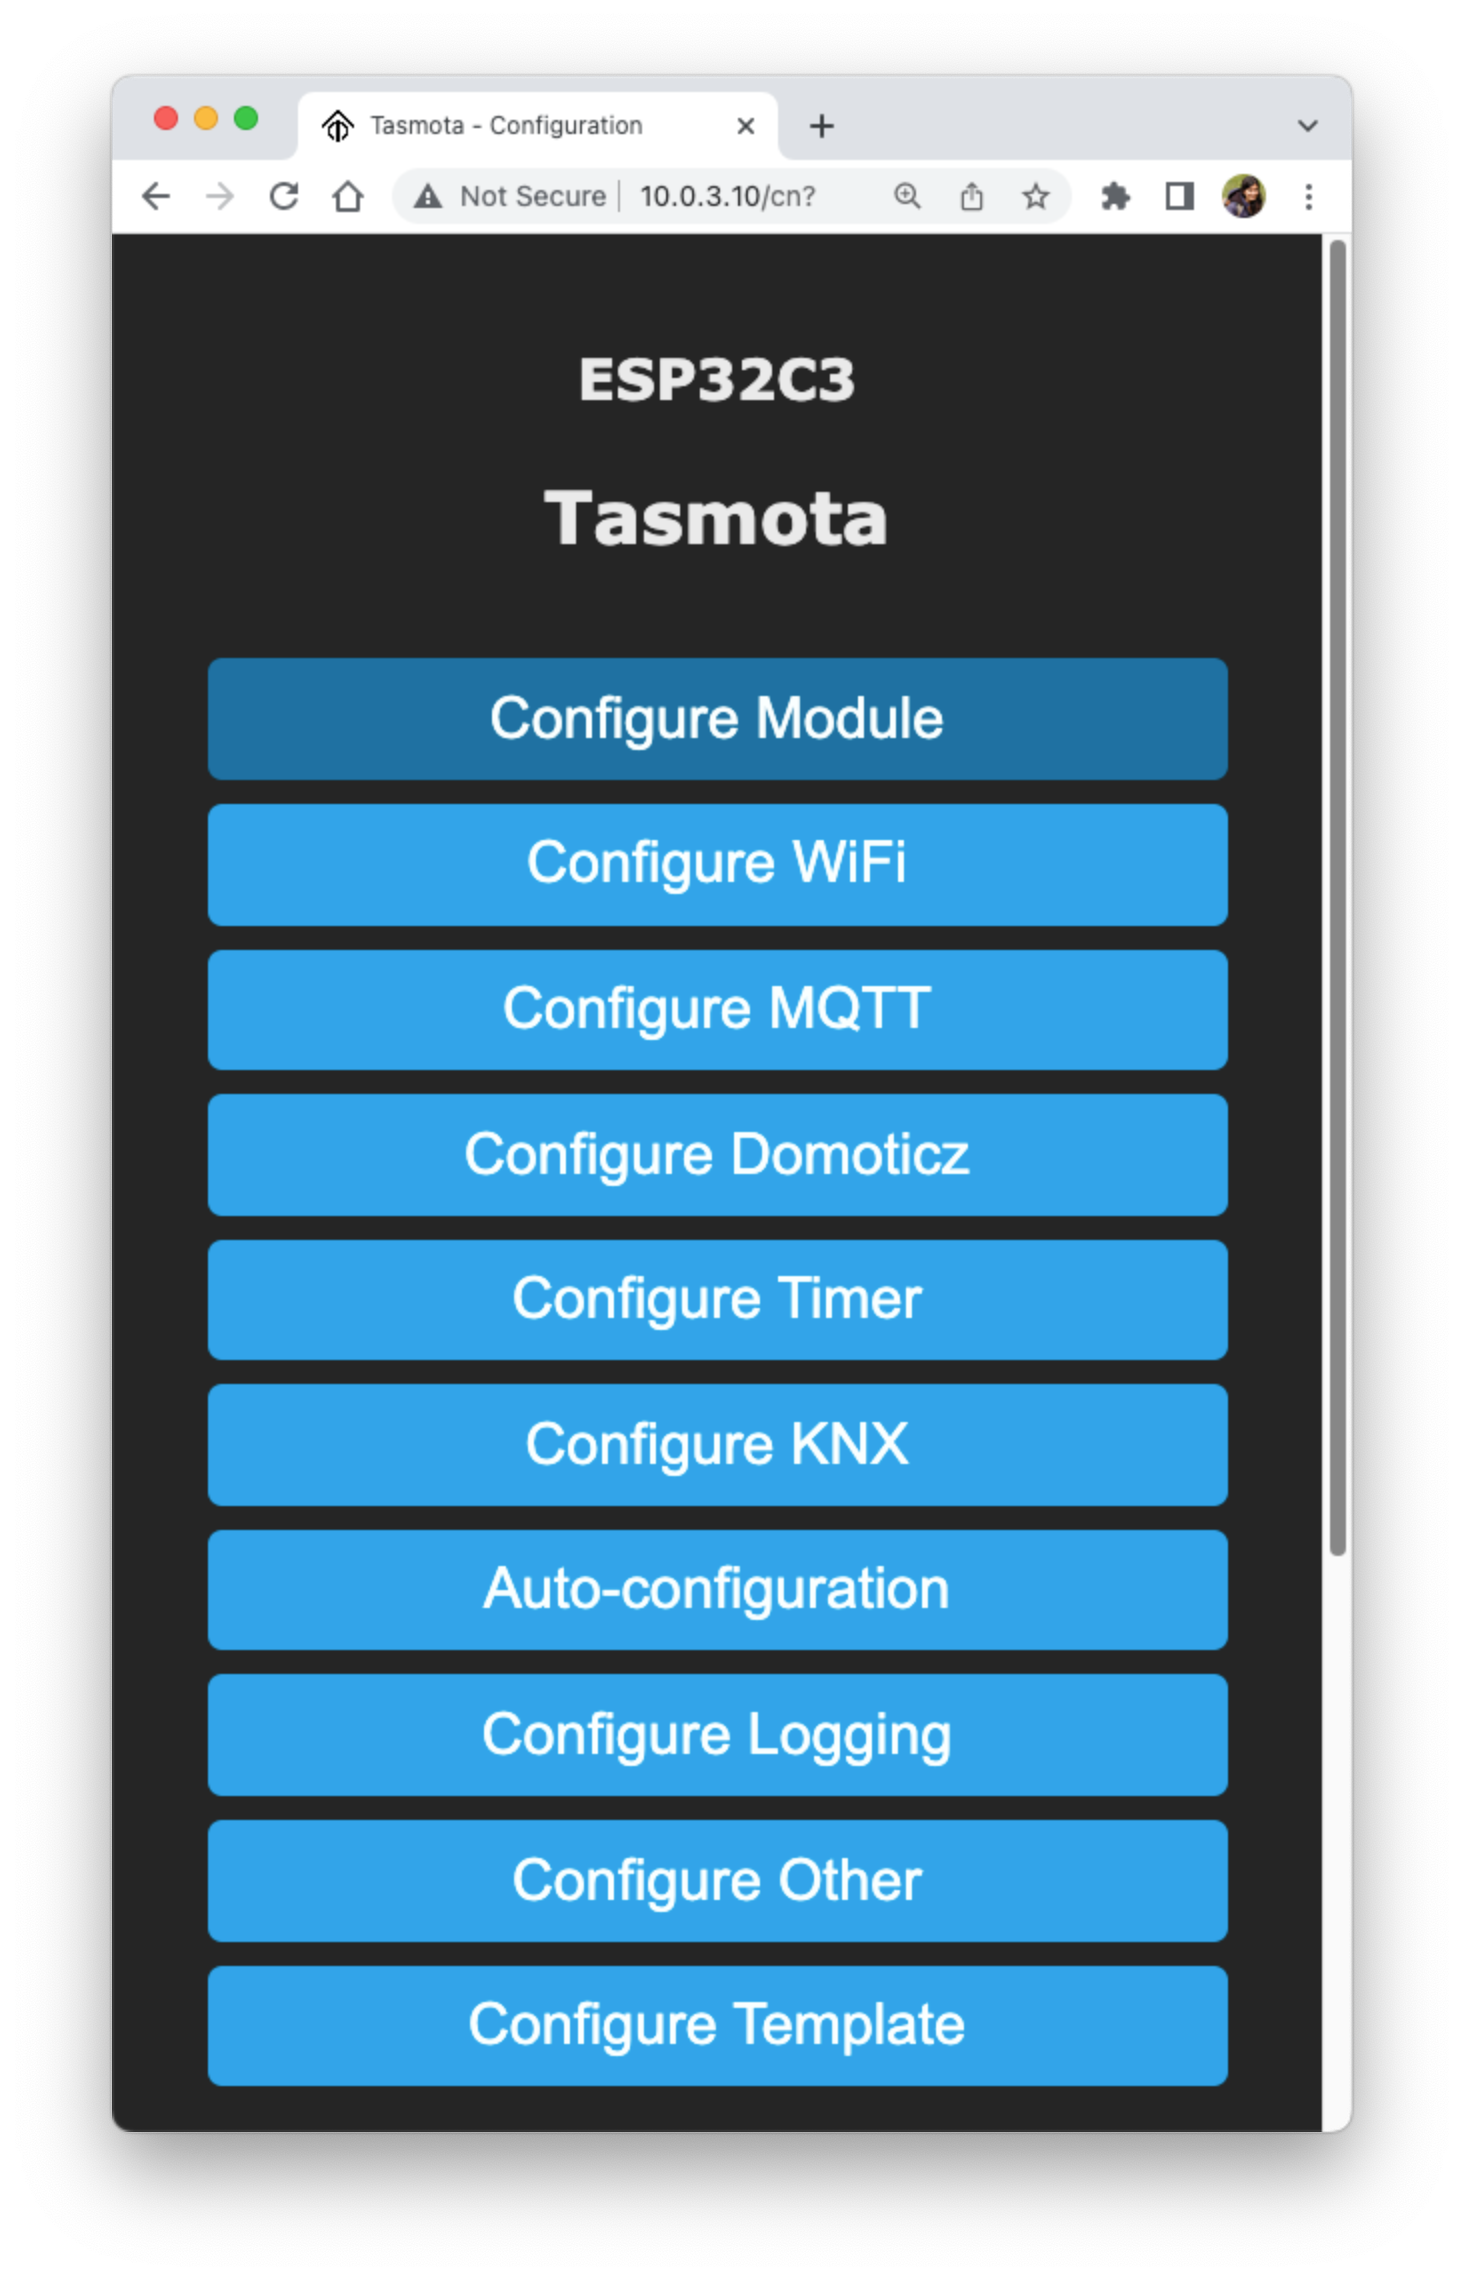 Tasmota - Configuration
Not Secure 10.0.3.10/cn?
ESP32C3
Tasmota
Configure Module
Configure WiFi
Configure MQTT
Configure Domoticz
Configure Timer
Configure KNX
Auto-configuration
Configure Logging
Configure Other
Configure Template